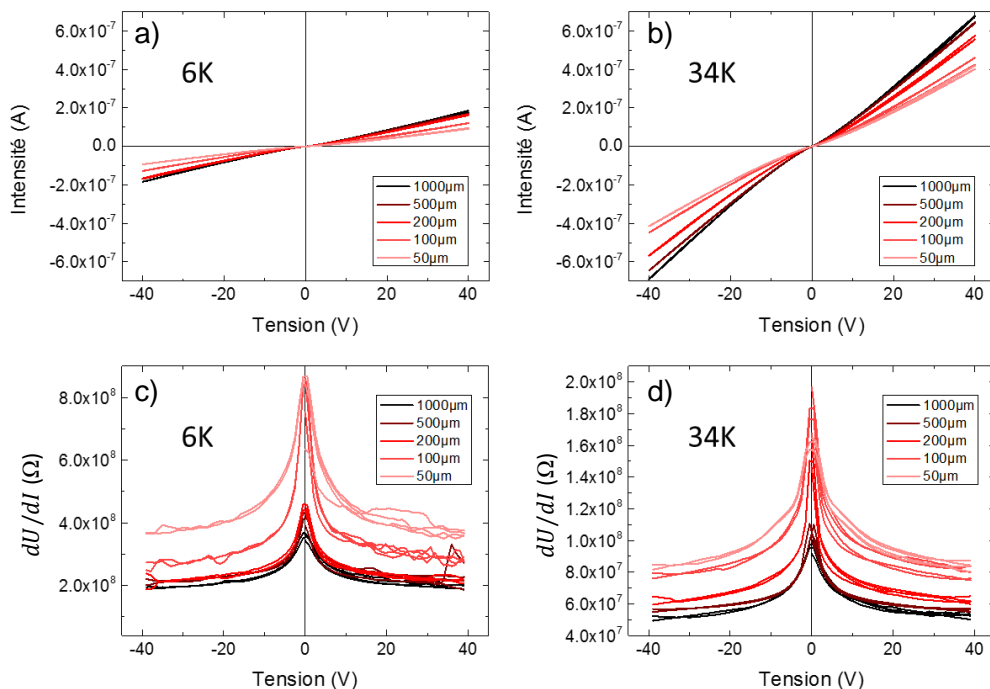 a)
6K
6.0x10⁻⁷
4.0x10⁻⁷
2.0x10⁻⁷
0.0
-2.0x10⁻⁷
-4.0x10⁻⁷
-6.0x10⁻⁷
Intensité (A)
1000µm
500µm
200µm
100µm
50µm
-40 -20 0 20 40
Tension (V)
b)
34K
6.0x10⁻⁷
4.0x10⁻⁷
2.0x10⁻⁷
0.0
-2.0x10⁻⁷
-4.0x10⁻⁷
-6.0x10⁻⁷
Intensité (A)
1000µm
500µm
200µm
100µm
50µm
-40 -20 0 20 40
Tension (V)
c)
6K
8.0x10⁸
6.0x10⁸
4.0x10⁸
2.0x10⁸
dU/dI (Ω)
1000µm
500µm
200µm
100µm
50µm
-40 -20 0 20 40
Tension (V)
d)
34K
2.0x10⁸
1.8x10⁸
1.6x10⁸
1.4x10⁸
1.2x10⁸
1.0x10⁸
8.0x10⁷
6.0x10⁷
4.0x10⁷
dU/dI (Ω)
1000µm
500µm
200µm
100µm
50µm
-40 -20 0 20 40
Tension (V)